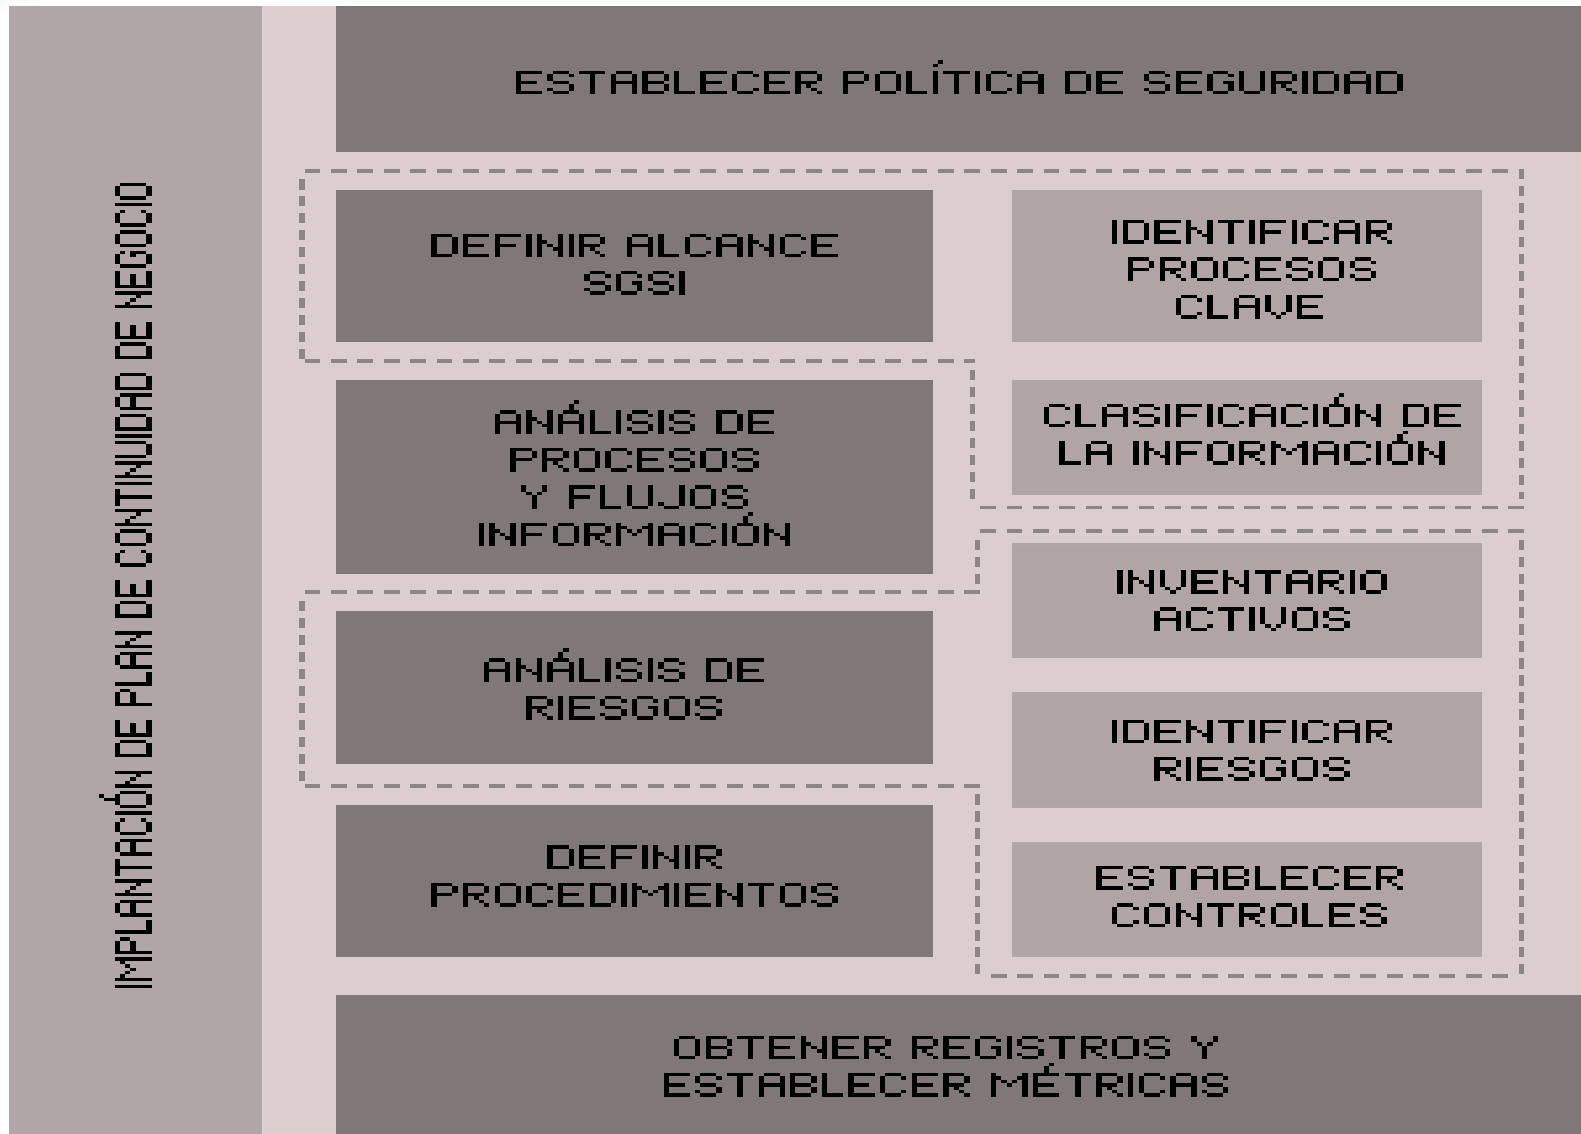 IMPLANTACIÓN DE PLAN DE CONTINUIDAD DE NEGOCIO
ESTABLECER POLÍTICA DE SEGURIDAD
DEFINIR ALCANCE
SGSI
IDENTIFICAR
PROCESOS
CLAVE
ANÁLISIS DE
PROCESOS
Y FLUJOS
INFORMACIÓN
CLASIFICACIÓN DE
LA INFORMACIÓN
INVENTARIO
ACTIVOS
ANÁLISIS DE
RIESGOS
IDENTIFICAR
RIESGOS
DEFINIR
PROCEDIMIENTOS
ESTABLECER
CONTROLES
OBTENER REGISTROS Y
ESTABLECER MÉTRICAS